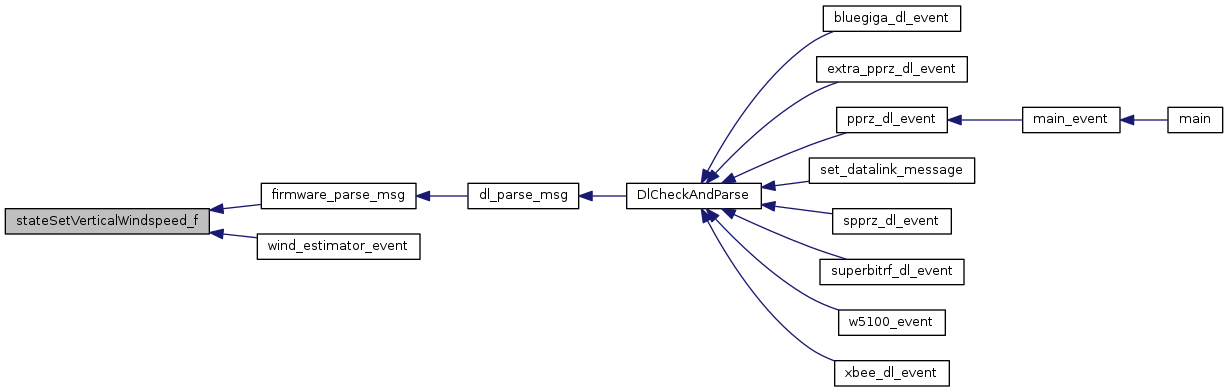 bluegiga_dl_event
extra_pprz_dl_event
pprz_dl_event
main_event
main
set_datalink_message
firmware_parse_msg
dl_parse_msg
DlCheckAndParse
stateSetVerticalWindspeed_f
spprz_dl_event
wind_estimator_event
superbitrf_dl_event
w5100_event
xbee_dl_event